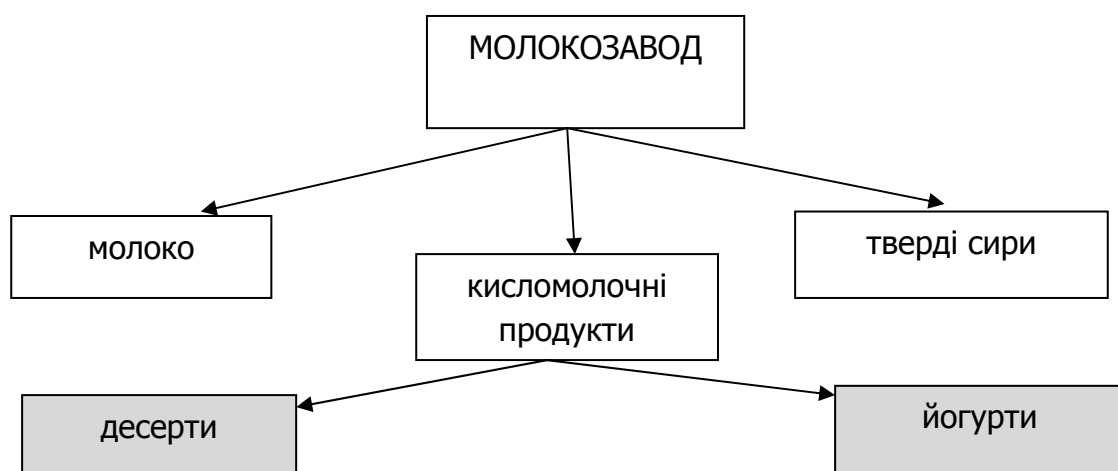 МОЛОКОЗАВОД
молоко
кисломолочні
продукти
тверді сири
десерти
йогурти